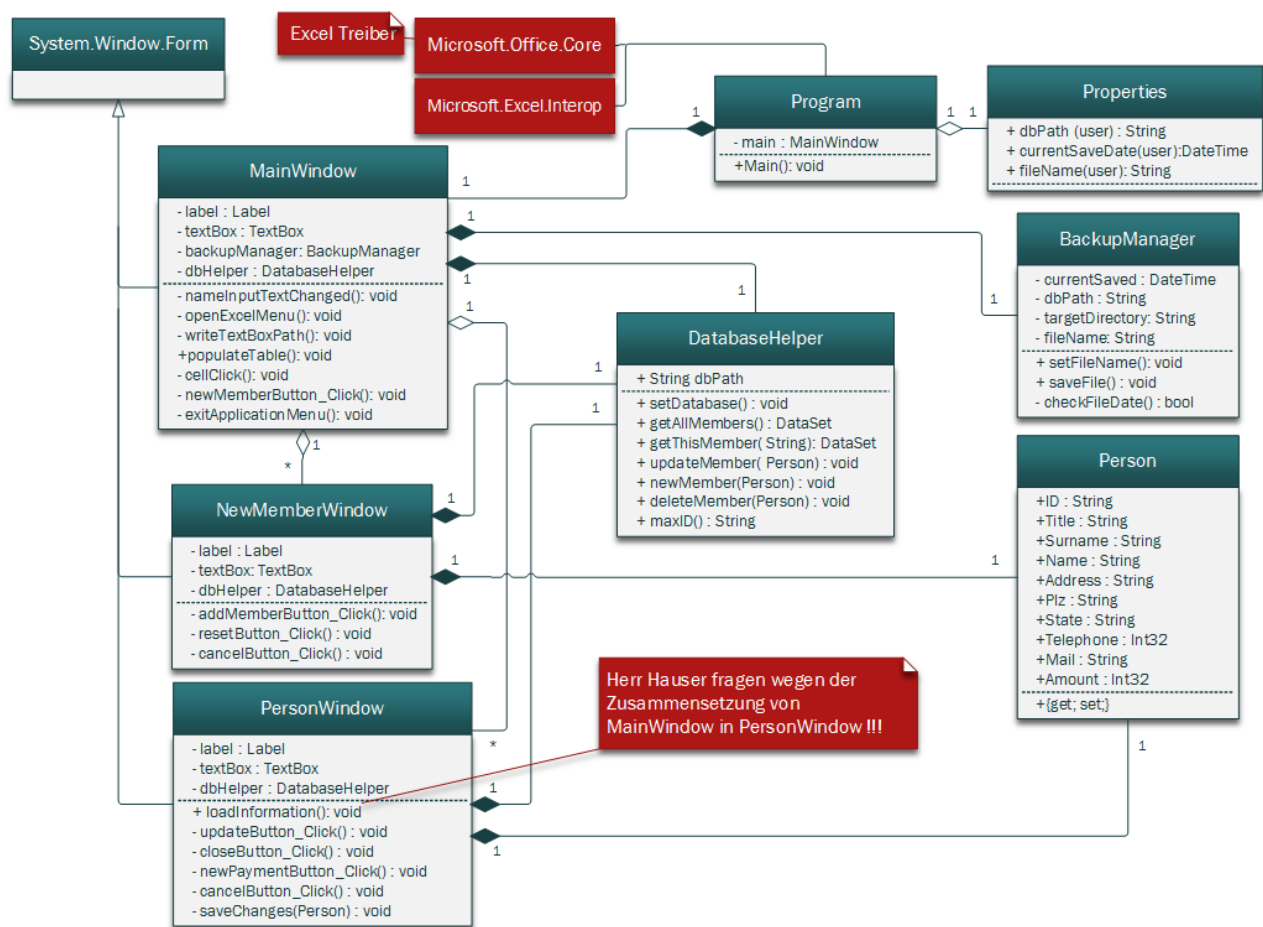 System.Window.Form
Excel Treiber
Microsoft.Office.Core
Microsoft.Excel.Interop
Program
- main : MainWindow
+Main(): void
1
1
1
1
Properties
+ dbPath (user) : String
+ currentSaveDate(user):DateTime
+ fileName(user): String
MainWindow
- label : Label
- textBox : TextBox
- backupManager: BackupManager
- dbHelper : DatabaseHelper
- nameInputTextChanged(): void
- openExcelMenu(): void
- writeTextBoxPath(): void
+populateTable(): void
- cellClick(): void
- newMemberButton_Click(): void
- exitApplicationMenu(): void
1
1
1
1
1
*
BackupManager
- currentSaved : DateTime
- dbPath : String
- targetDirectory: String
- fileName: String
+ setFileName(): void
+ saveFile() : void
- checkFileDate() : bool
1
1
DatabaseHelper
+ String dbPath
+ setDatabase() : void
+ getAllMembers() : DataSet
+ getThisMember( String): DataSet
+ updateMember( Person) : void
+ newMember(Person) : void
+ deleteMember(Person) : void
+ maxID() : String
1
1
Person
+ID : String
+Title : String
+Surname : String
+Name : String
+Address : String
+Plz : String
+State : String
+Telephone : Int32
+Mail : String
+Amount : Int32
+{get; set;}
1
1
NewMemberWindow
- label : Label
- textBox: TextBox
- dbHelper : DatabaseHelper
- addMemberButton_Click(): void
- resetButton_Click() : void
- cancelButton_Click() : void
1
1
Herr Hauser fragen wegen der
Zusammensetzung von
MainWindow in PersonWindow !!!
PersonWindow
- label : Label
- textBox : TextBox
- dbHelper : DatabaseHelper
+ loadInformation(): void
- updateButton_Click() : void
- closeButton_Click() : void
- newPaymentButton_Click() : void
- cancelButton_Click() : void
- saveChanges(Person) : void
*
1
1